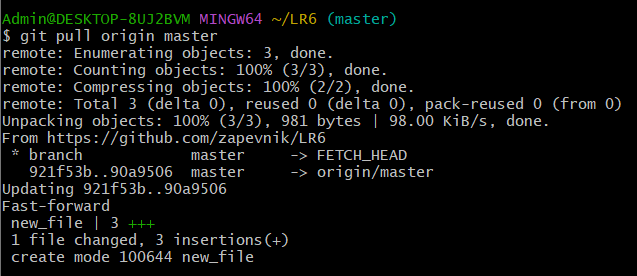 Admin@DESKTOP-8UJ2BVM MINGW64 ~/LR6 (master)
$ git pull origin master
remote: Enumerating objects: 3, done.
remote: Counting objects: 100% (3/3), done.
remote: Compressing objects: 100% (2/2), done.
remote: Total 3 (delta 0), reused 0 (delta 0), pack-reused 0 (from 0)
Unpacking objects: 100% (3/3), 981 bytes | 98.00 KiB/s, done.
From https://github.com/zapevnik/LR6
 * branch            master     -> FETCH_HEAD
   921f53b..90a9506  master     -> origin/master
Updating 921f53b..90a9506
Fast-forward
 new_file | 3 +++
 1 file changed, 3 insertions(+)
 create mode 100644 new_file